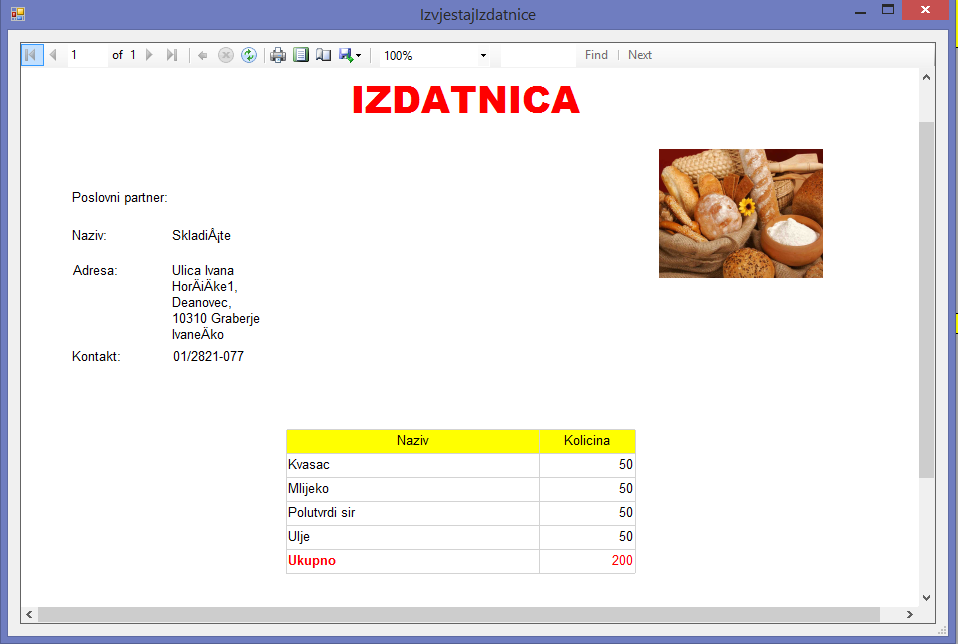 IzvjestajIzdatnice
1 of 1 100% Find | Next
IZDATNICA
Poslovni partner:
Naziv: SkladiÅ¡te
Adresa: Ulica Ivana
HorÄiÄke1,
Deanovec,
10310 Graberje
IvaneÄko
Kontakt: 01/2821-077
Naziv Kolicina
Kvasac 50
Mlijeko 50
Polutvrdi sir 50
Ulje 50
Ukupno 200